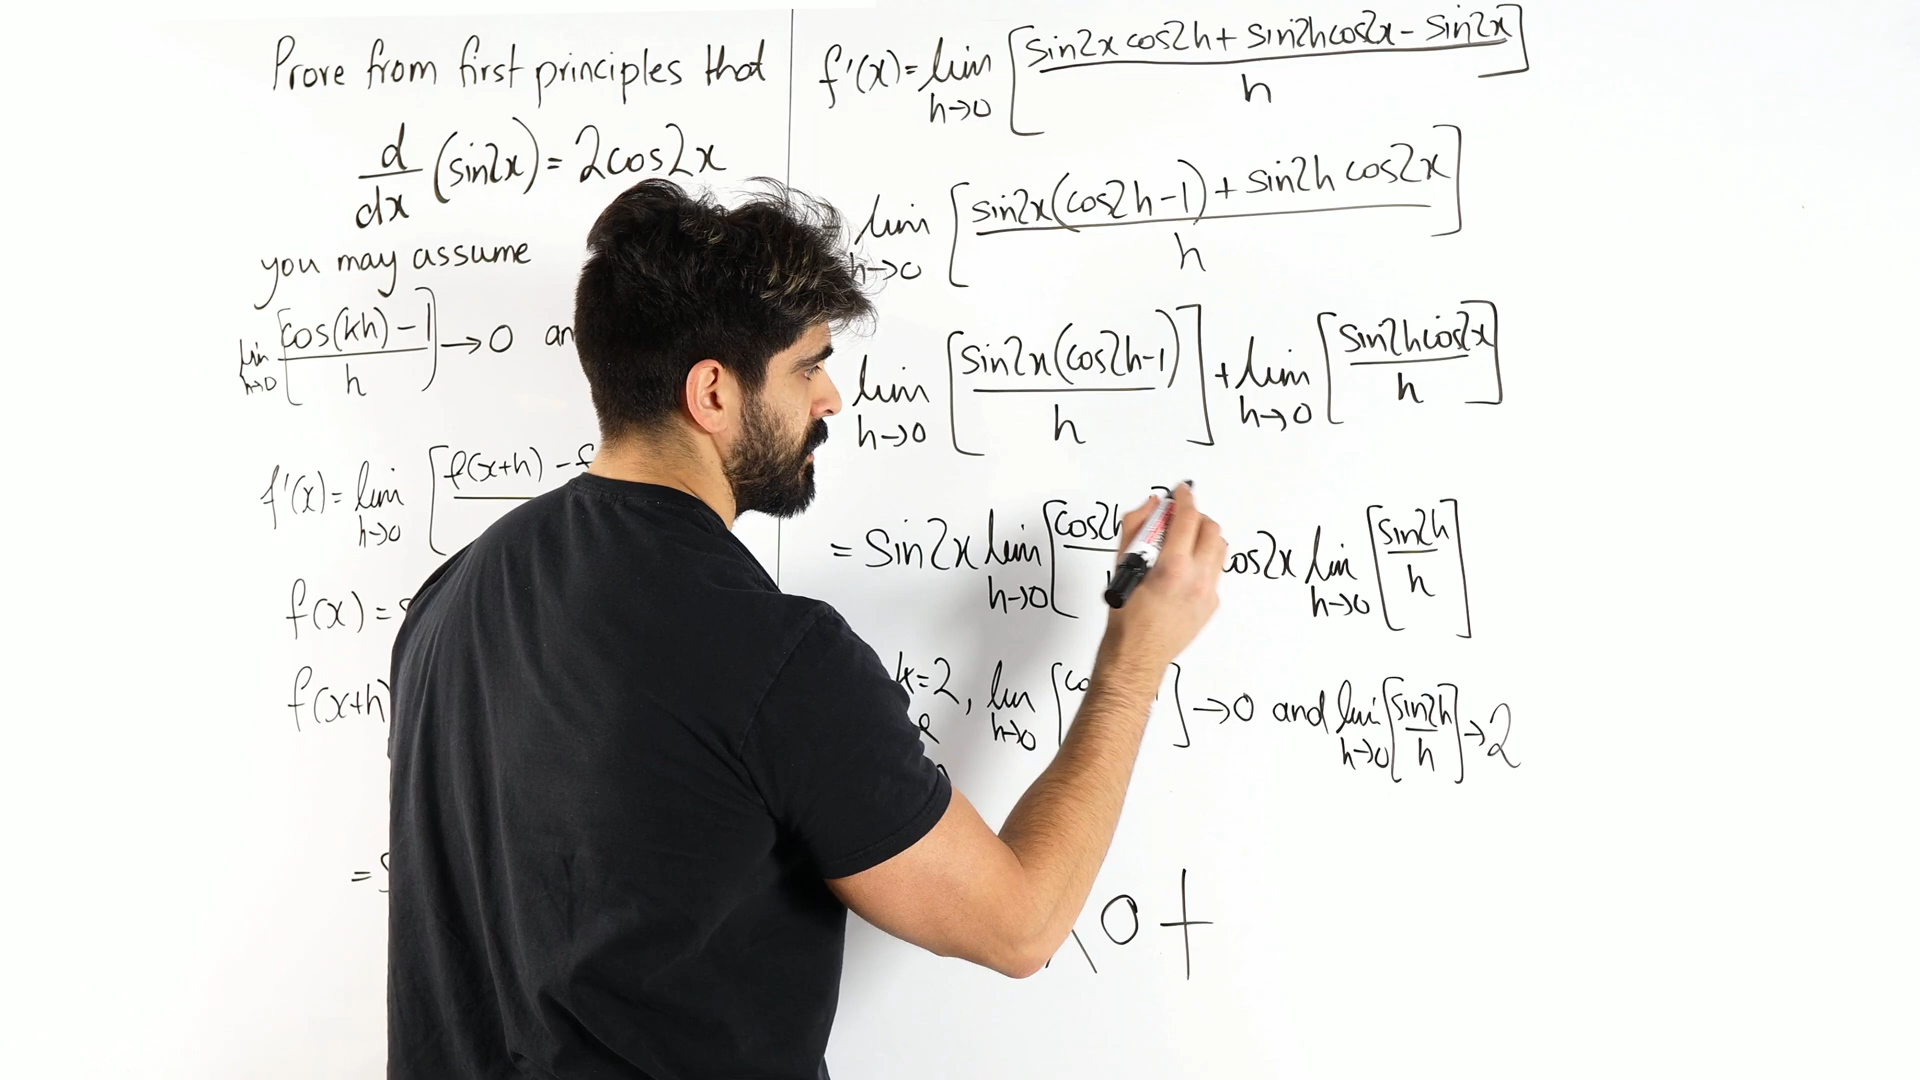 Prove from first principles that
d/dx (sin2x) = 2cos2x
you may assume
lim h→0 [cos(kh) - 1 / h] → 0 an
f'(x) = lim h→0 [f(x+h) - f
f(x) =
f(x+h)
=
f'(x) = lim h→0 [sin2x cos2h + sin2h cos2x - sin2x / h]
= lim h→0 [sin2x(cos2h-1) + sin2h cos2x / h]
lim h→0 [sin2x(cos2h-1) / h] + lim h→0 [sin2h cos2x / h]
= Sin2x lim h→0 [cos2h cos2x lim h→0 [sin2h / h]
k=2, lim h→0 [ ] → 0 and lim h→0 [sin2h / h] → 2
0 +